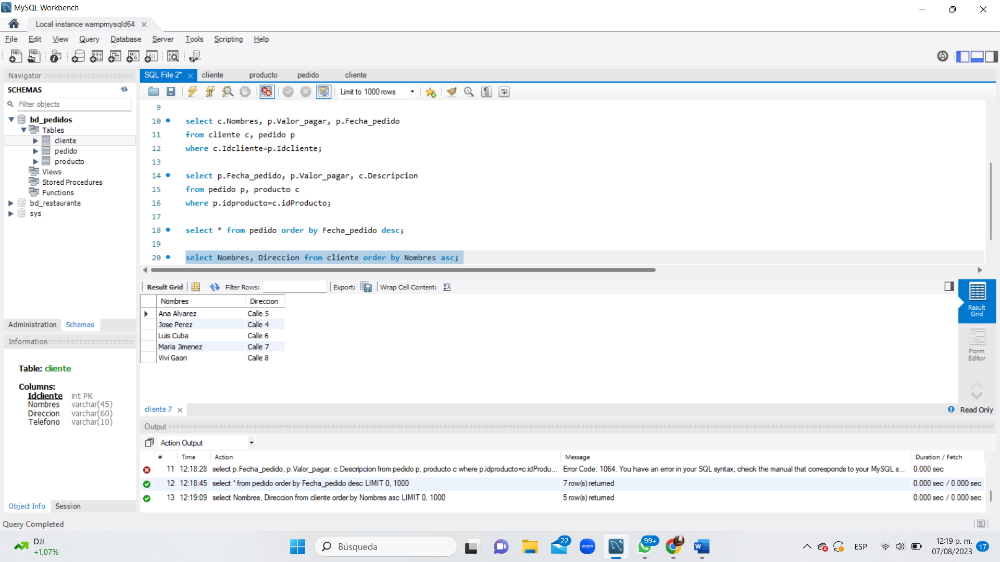 MySQL Workbench
Local instance wampmysqld64
File Edit View Query Database Server Tools Scripting Help
Navigator
SCHEMAS
Filter objects
bd_pedidos
Tables
cliente
pedido
producto
Views
Stored Procedures
Functions
bd_restaurante
sys
Administration Schemas
Information
Table: cliente
Columns:
Idcliente int PK
Nombres varchar(45)
Direccion varchar(60)
Telefono varchar(10)
Object Info Session
SQL File 2* cliente producto pedido cliente
Limit to 1000 rows
9
10 select c.Nombres, p.Valor_pagar, p.Fecha_pedido
11 from cliente c, pedido p
12 where c.Idcliente=p.Idcliente;
13
14 select p.Fecha_pedido, p.Valor_pagar, c.Descripcion
15 from pedido p, producto c
16 where p.idproducto=c.idProducto;
17
18 select * from pedido order by Fecha_pedido desc;
19
20 select Nombres, Direccion from cliente order by Nombres asc;
Result Grid Filter Rows: Export: Wrap Cell Content:
Nombres Direccion
Ana Alvarez Calle 5
Jose Perez Calle 4
Luis Cuba Calle 6
Maria Jimenez Calle 7
Vivi Gaon Calle 8
Result
Grid
Form
Editor
cliente 7
Read Only
Output
Action Output
# Time Action Message Duration / Fetch
11 12:18:28 select p.Fecha_pedido, p.Valor_pagar, c.Descripcion from pedido p, producto c where p.idproducto=c.idProdu... Error Code: 1064. You have an error in your SQL syntax; check the manual that corresponds to your MySQL s... 0.000 sec
12 12:18:45 select * from pedido order by Fecha_pedido desc LIMIT 0, 1000 7 row(s) returned 0.000 sec / 0.000 sec
13 12:19:09 select Nombres, Direccion from cliente order by Nombres asc LIMIT 0, 1000 5 row(s) returned 0.000 sec / 0.000 sec
Query Completed
DJI
+1,07%
Búsqueda
22
zoom
99+
W
ESP
12:19 p. m.
07/08/2023
17